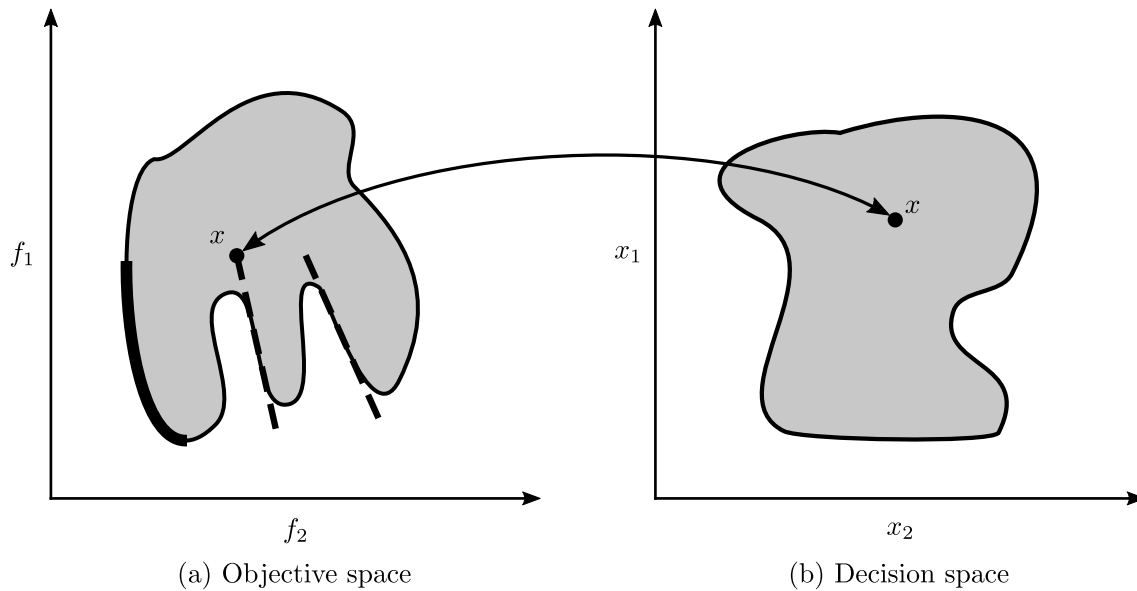 x
x
f₁
x₁
f₂
x₂
(a) Objective space
(b) Decision space